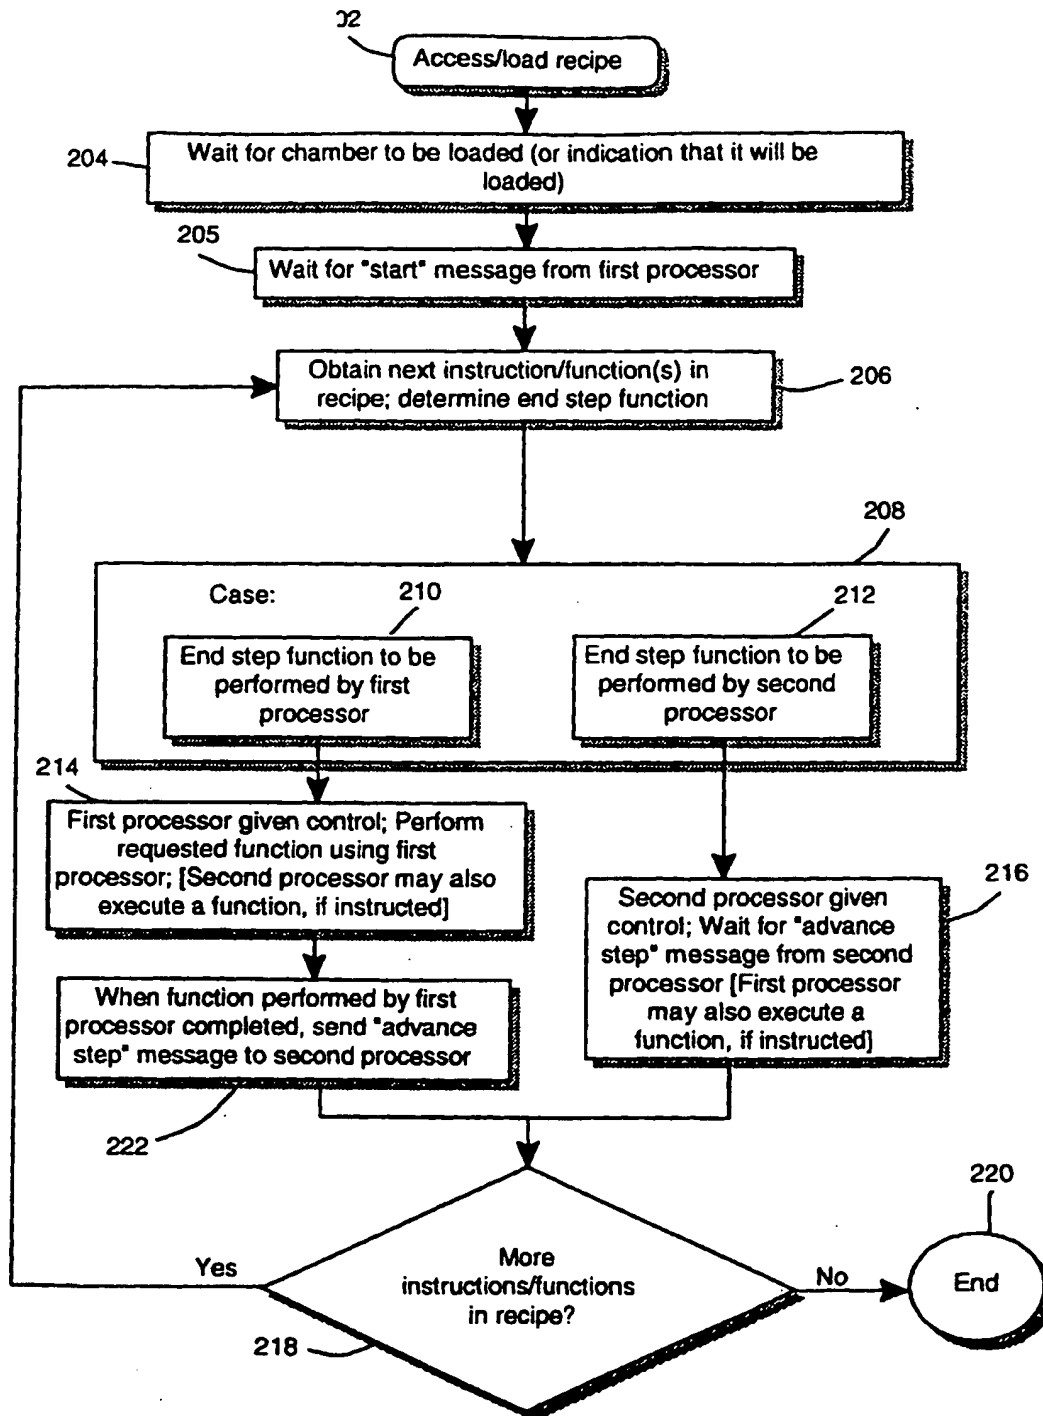 02
Access/load recipe
204
Wait for chamber to be loaded (or indication that it will be
loaded)
205
Wait for "start" message from first processor
Obtain next instruction/function(s) in
recipe; determine end step function
206
208
Case:
210
212
End step function to be
performed by first
processor
End step function to be
performed by second
processor
214
First processor given control; Perform
requested function using first
processor; [Second processor may also
execute a function, if instructed]
216
Second processor given
control; Wait for "advance
step" message from second
processor [First processor
may also execute a
function, if instructed]
When function performed by first
processor completed, send "advance
step" message to second processor
222
220
Yes
More
instructions/functions
in recipe?
No
End
218